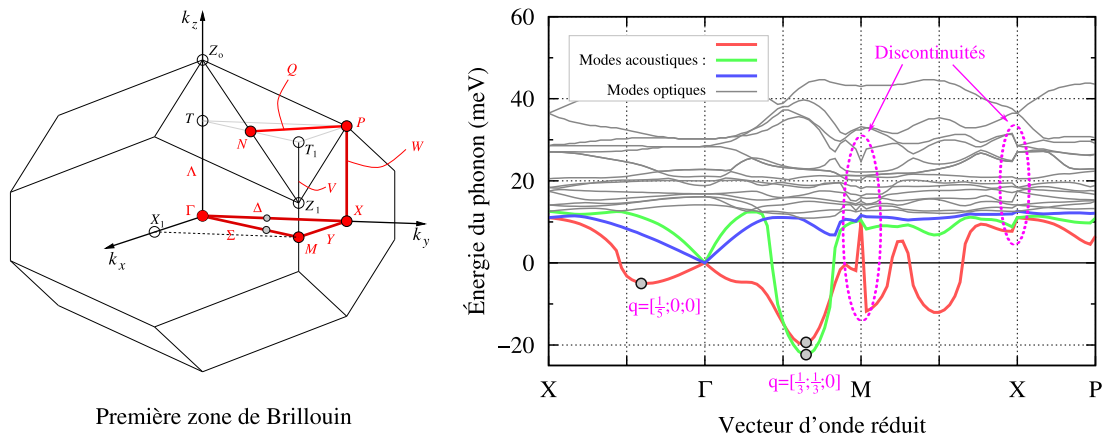 k_z
Z_o
Q
T
N
P
T_1
W
Λ
V
Z_1
Γ
Δ
X
X_1
Σ
M
Y
k_y
k_x
Première zone de Brillouin
Énergie du phonon (meV)
60
40
20
0
−20
Modes acoustiques :
Modes optiques
Discontinuités
q=[1/5;0;0]
q=[1/3;1/3;0]
X Γ M X P
Vecteur d'onde réduit